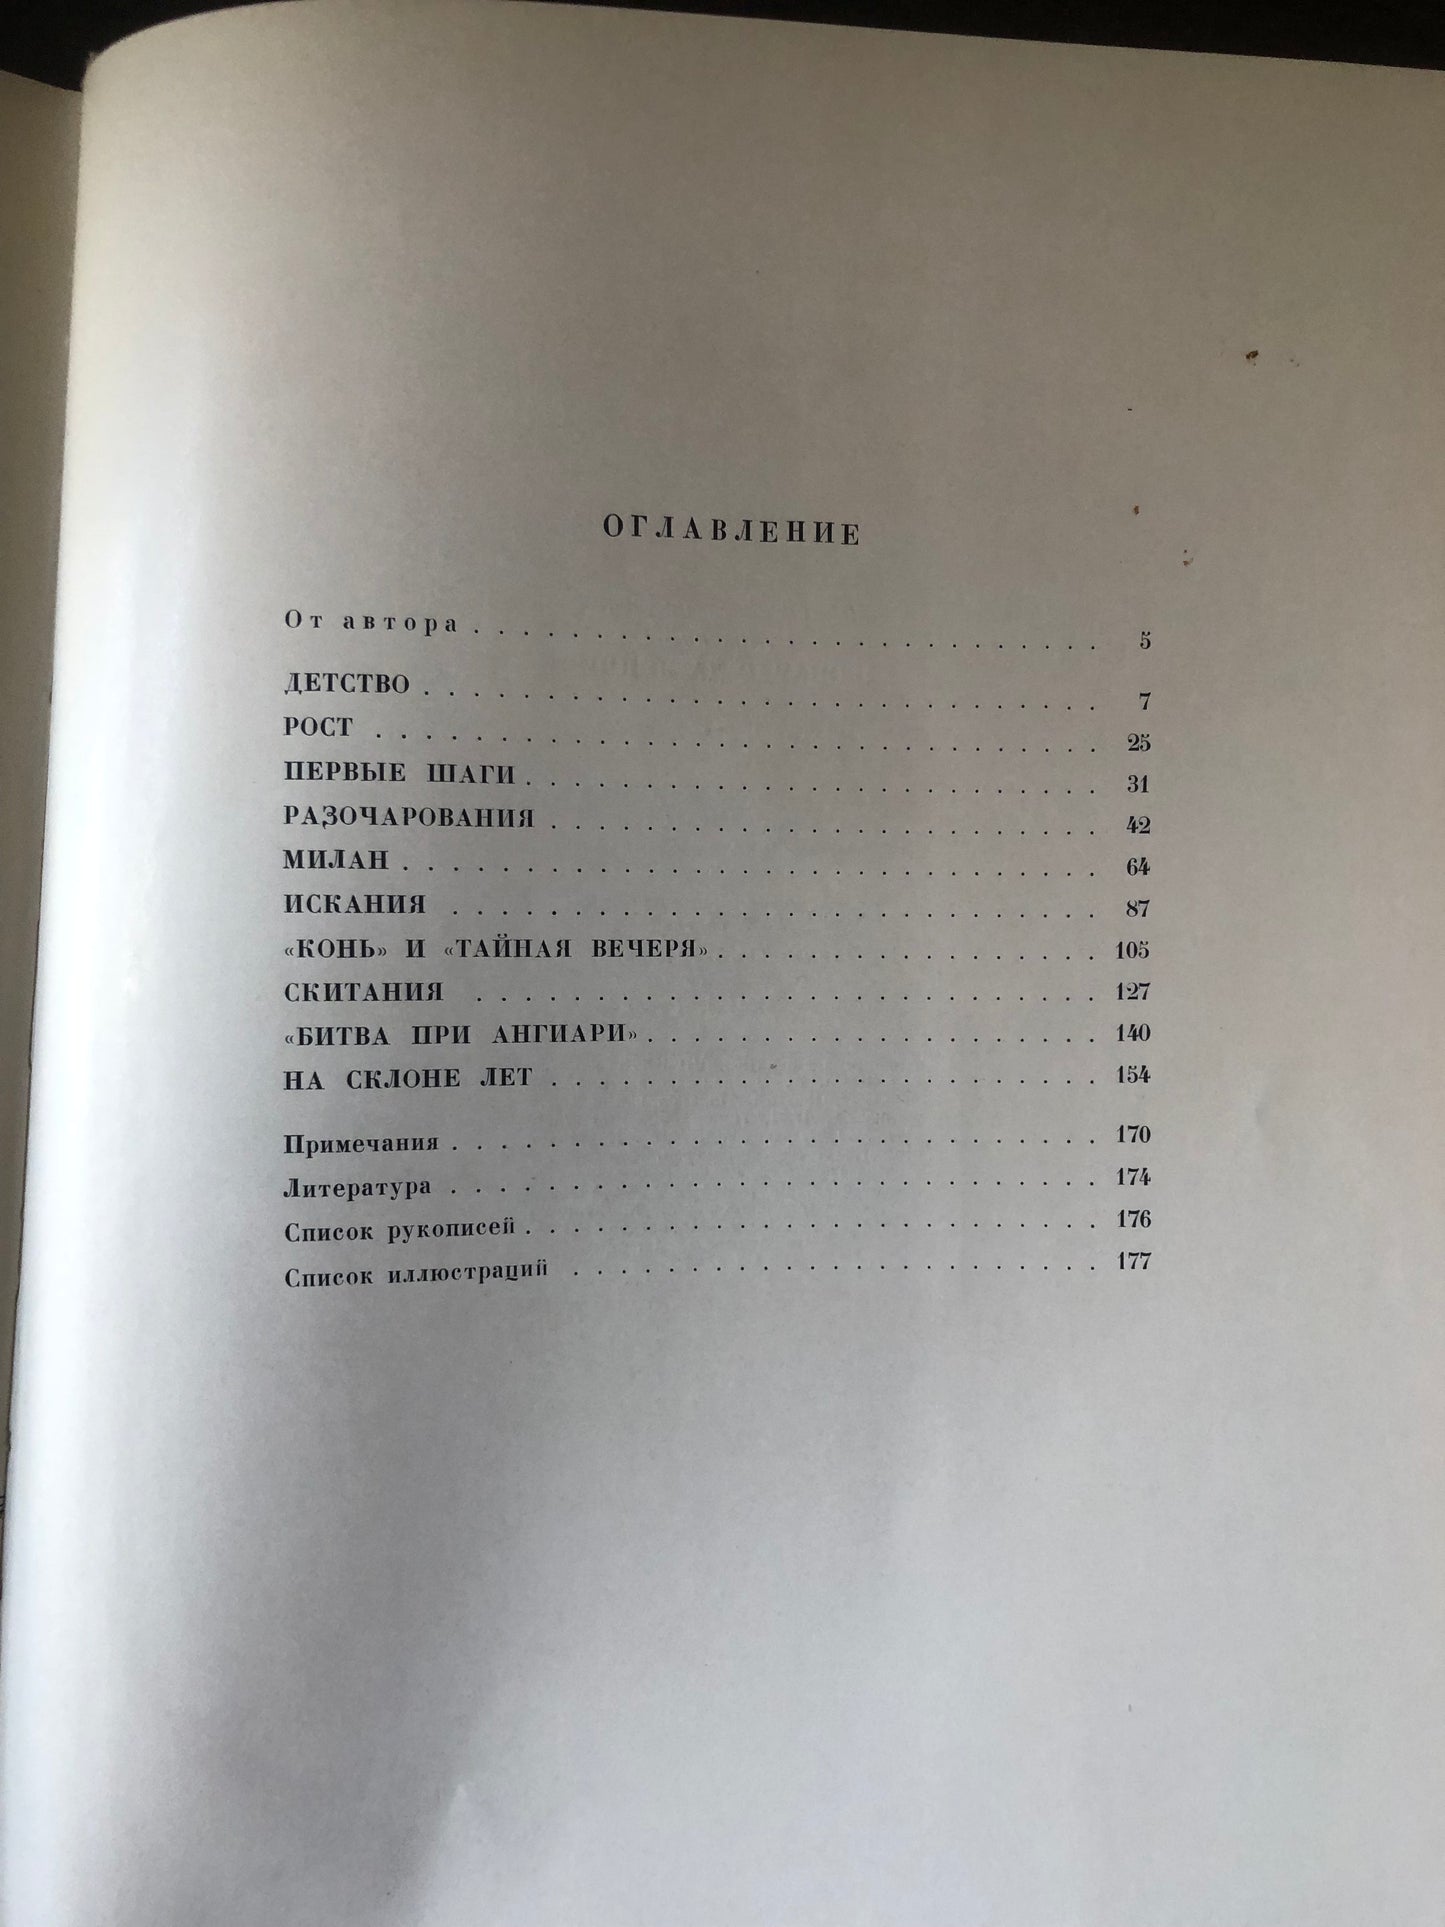 ОГЛАВЛЕНИЕ
От автора . . . . . . . . . . . . . . . . . . . . . . . . . . 5
ДЕТСТВО . . . . . . . . . . . . . . . . . . . . . . . . . . . . 7
РОСТ . . . . . . . . . . . . . . . . . . . . . . . . . . . . . . 25
ПЕРВЫЕ ШАГИ . . . . . . . . . . . . . . . . . . . . . . . . 31
РАЗОЧАРОВАНИЯ . . . . . . . . . . . . . . . . . . . . . . . 42
МИЛАН . . . . . . . . . . . . . . . . . . . . . . . . . . . . . 64
ИСКАНИЯ . . . . . . . . . . . . . . . . . . . . . . . . . . . 87
«КОНЬ» И «ТАЙНАЯ ВЕЧЕРЯ» . . . . . . . . . . . . . . . . 105
СКИТАНИЯ . . . . . . . . . . . . . . . . . . . . . . . . . . 127
«БИТВА ПРИ АНГИАРИ» . . . . . . . . . . . . . . . . . . . 140
НА СКЛОНЕ ЛЕТ . . . . . . . . . . . . . . . . . . . . . . . 154
Примечания . . . . . . . . . . . . . . . . . . . . . . . . . . . 170
Литература . . . . . . . . . . . . . . . . . . . . . . . . . . . 174
Список рукописей . . . . . . . . . . . . . . . . . . . . . . . . 176
Список иллюстраций . . . . . . . . . . . . . . . . . . . . . . 177